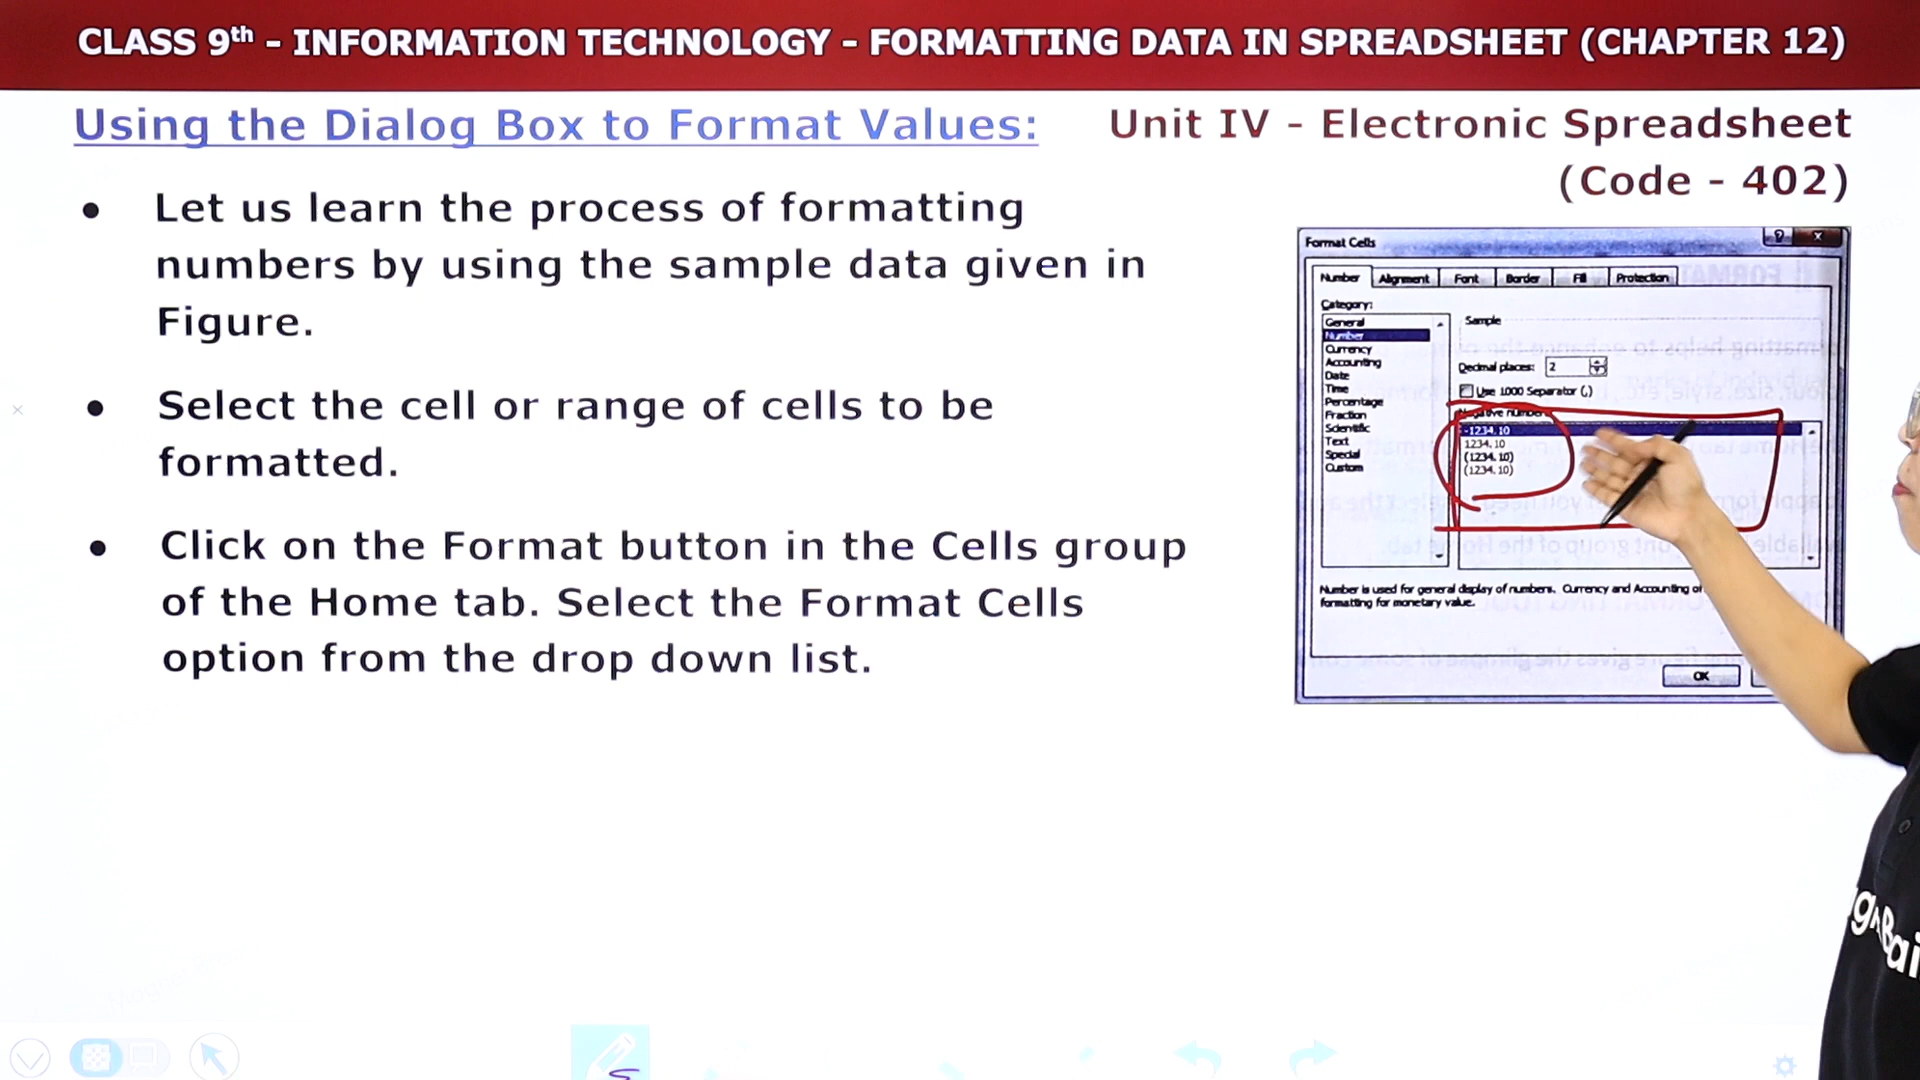 CLASS 9th - INFORMATION TECHNOLOGY - FORMATTING DATA IN SPREADSHEET (CHAPTER 12)
Using the Dialog Box to Format Values:
Unit IV - Electronic Spreadsheet
(Code - 402)
• Let us learn the process of formatting
numbers by using the sample data given in
Figure.
• Select the cell or range of cells to be
formatted.
• Click on the Format button in the Cells group
of the Home tab. Select the Format Cells
option from the drop down list.
Format Cells
Number Alignment Font Border Fill Protection
Category:
General
Number
Currency
Accounting
Date
Time
Percentage
Fraction
Scientific
Text
Special
Custom
Sample
Decimal places: 2
Use 1000 Separator (,)
Negative numbers
-1234.10
1234.10
(1234.10)
(1234.10)
Number is used for general display of numbers. Currency and Accounting of
formatting for monetary value.
OK